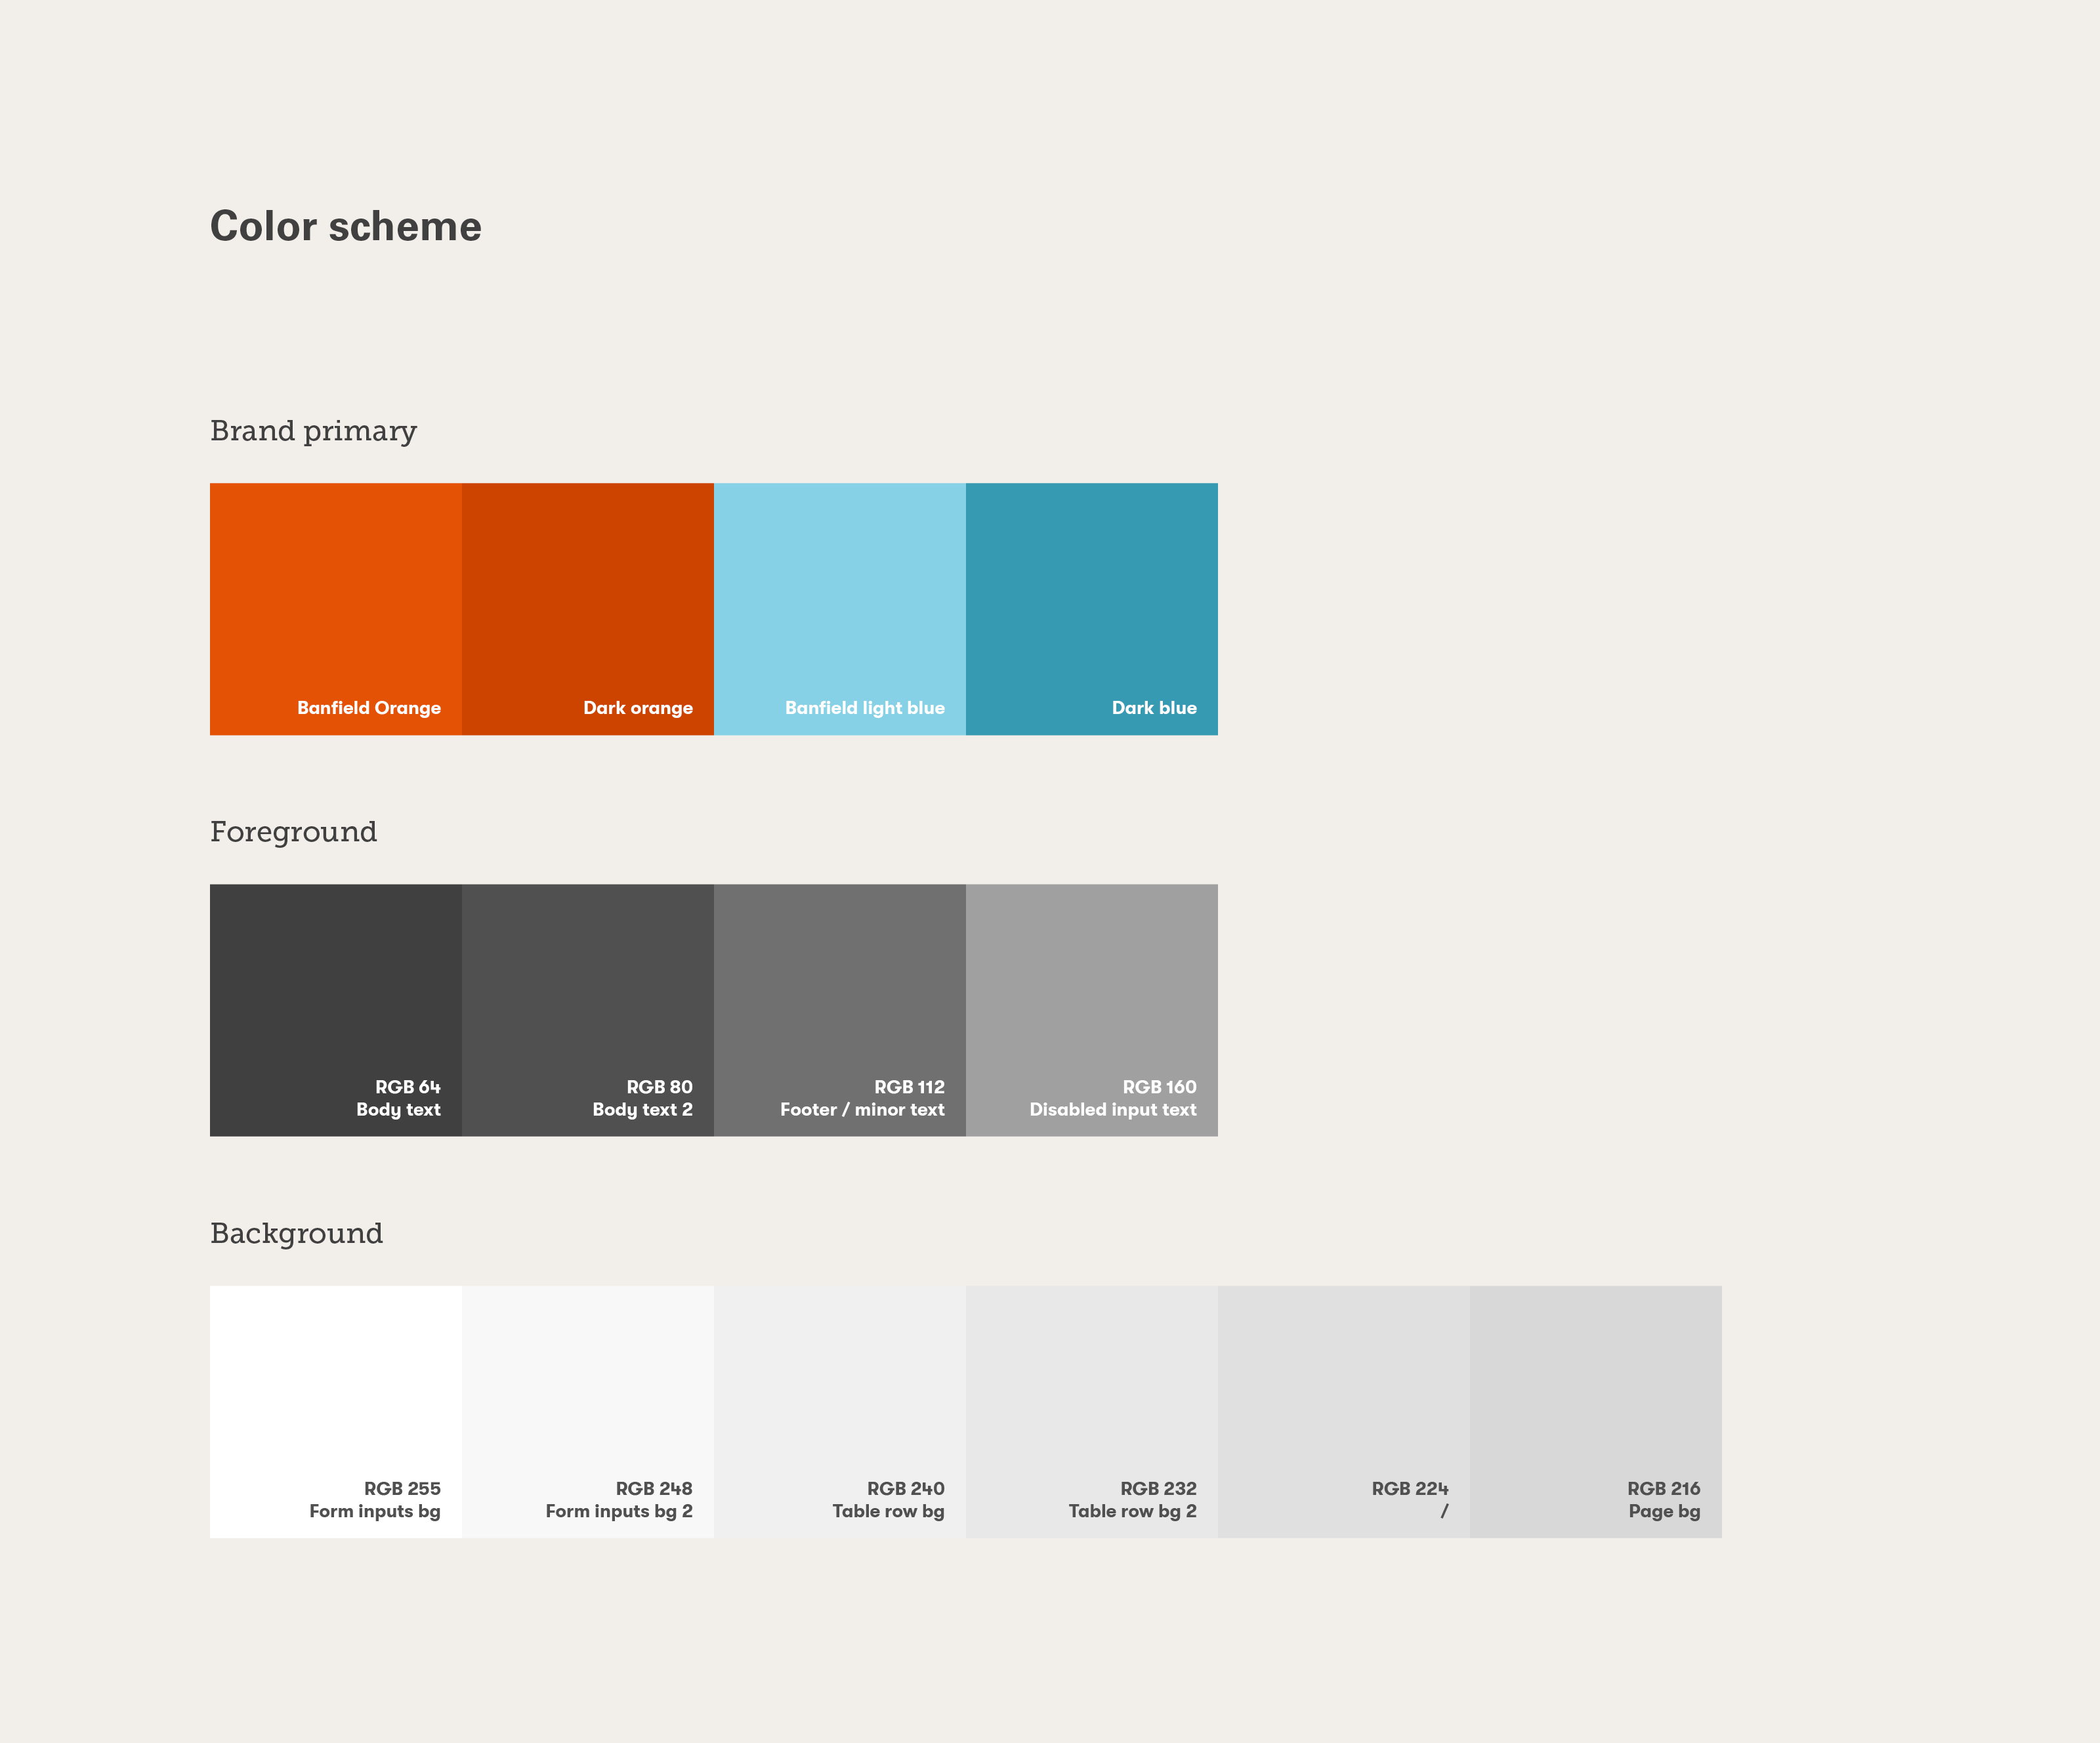 Color scheme
Brand primary
Banfield Orange
Dark orange
Banfield light blue
Dark blue
Foreground
RGB 64
Body text
RGB 80
Body text 2
RGB 112
Footer / minor text
RGB 160
Disabled input text
Background
RGB 255
Form inputs bg
RGB 248
Form inputs bg 2
RGB 240
Table row bg
RGB 232
Table row bg 2
RGB 224
/
RGB 216
Page bg